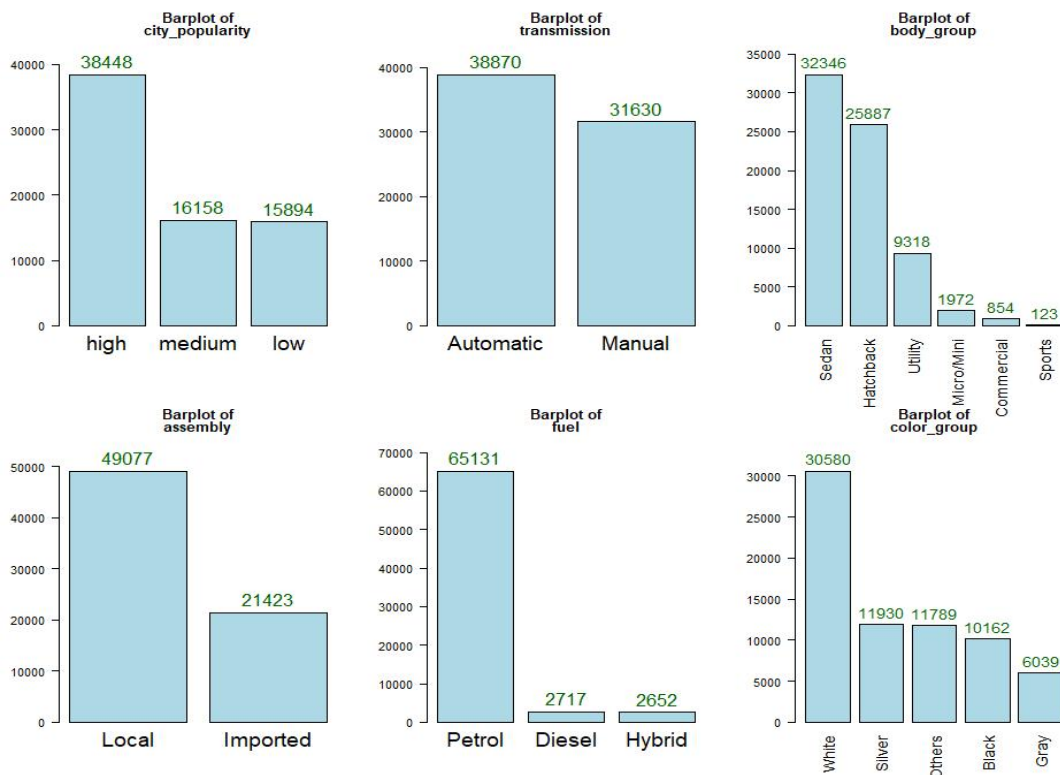 Barplot of
city_popularity
40000
30000
20000
10000
0
38448
16158
15894
high medium low
Barplot of
transmission
40000
30000
20000
10000
0
38870
31630
Automatic Manual
Barplot of
body_group
35000
30000
25000
20000
15000
10000
5000
0
32346
25887
9318
1972
854
123
Sedan
Hatchback
Utility
Micro/Mini
Commercial
Sports
Barplot of
assembly
50000
40000
30000
20000
10000
0
49077
21423
Local Imported
Barplot of
fuel
70000
60000
50000
40000
30000
20000
10000
0
65131
2717
2652
Petrol Diesel Hybrid
Barplot of
color_group
30000
25000
20000
15000
10000
5000
0
30580
11930
11789
10162
6039
White
Silver
Others
Black
Gray